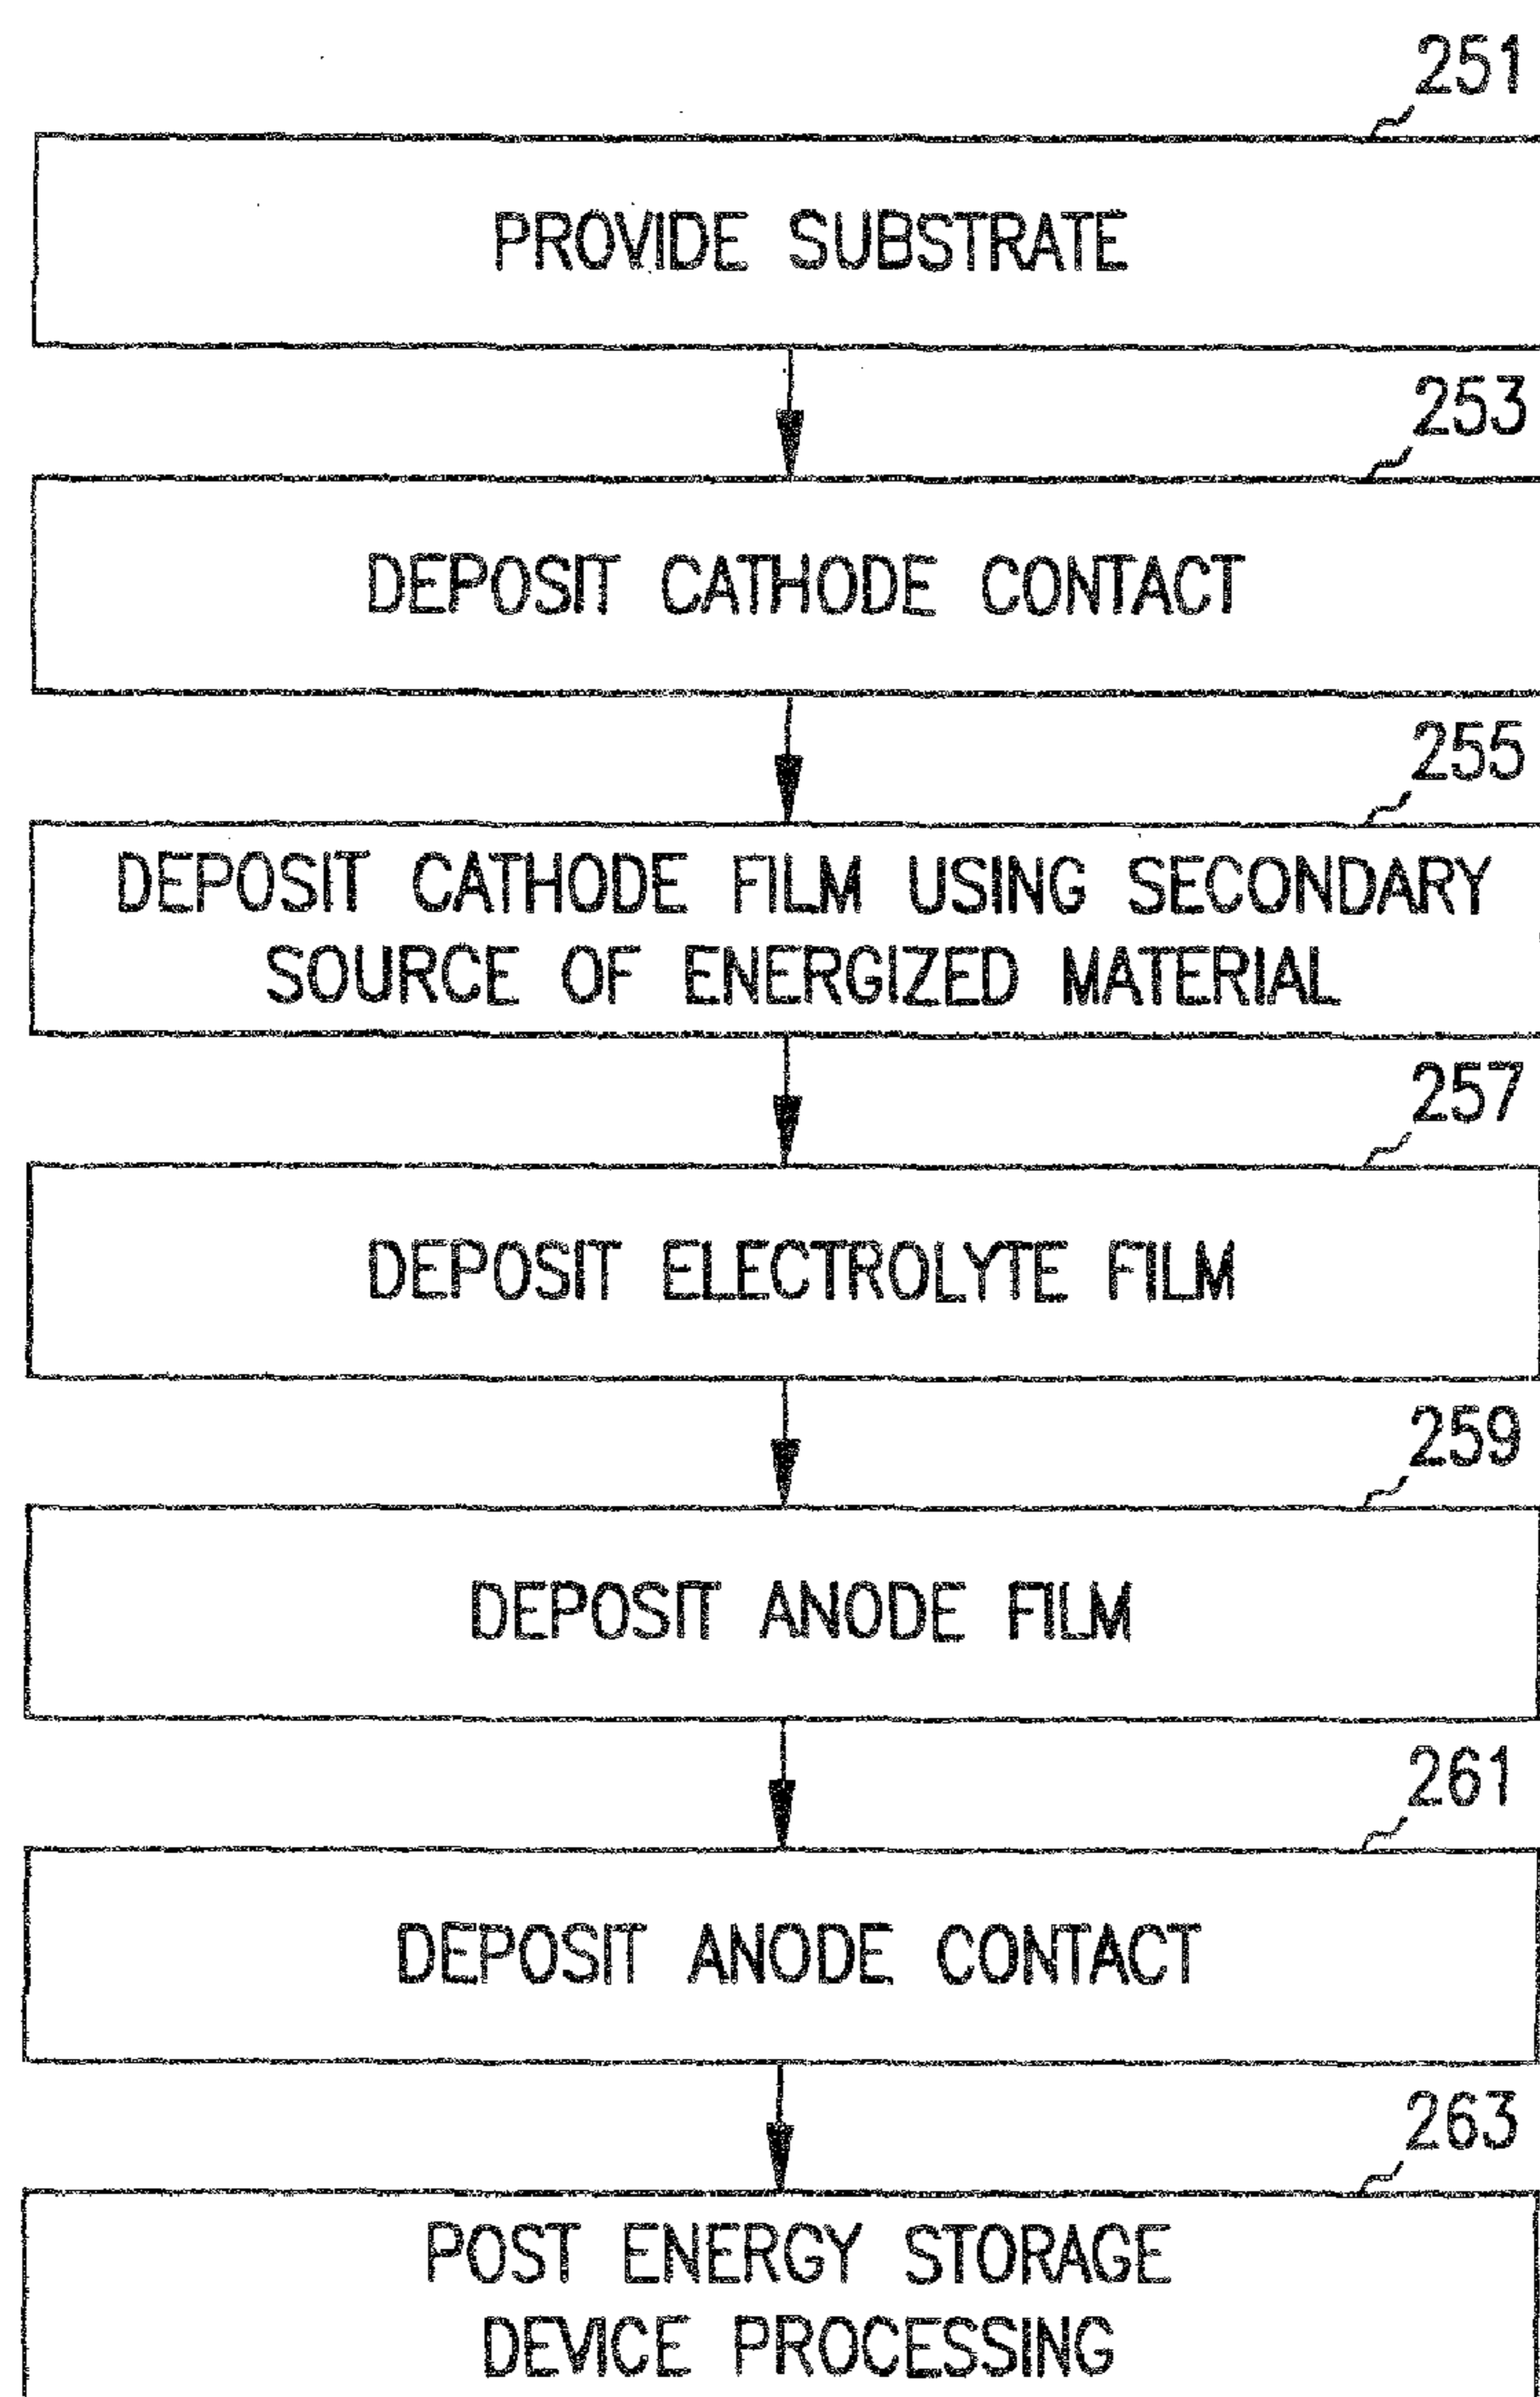 251
PROVIDE SUBSTRATE
253
DEPOSIT CATHODE CONTACT
255
DEPOSIT CATHODE FILM USING SECONDARY
SOURCE OF ENERGIZED MATERIAL
257
DEPOSIT ELECTROLYTE FILM
259
DEPOSIT ANODE FILM
261
DEPOSIT ANODE CONTACT
263
POST ENERGY STORAGE
DEVICE PROCESSING